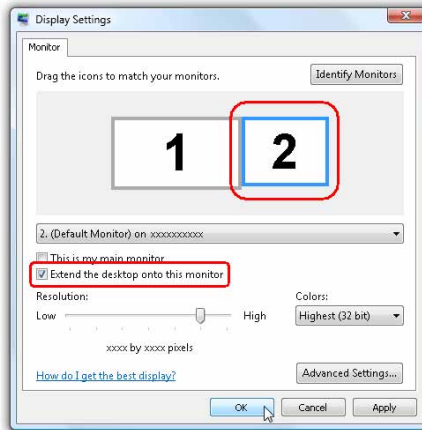 Display Settings
Monitor
Drag the icons to match your monitors.
Identify Monitors
1
2
2. (Default Monitor) on xxxxxxxxxx
This is my main monitor
Extend the desktop onto this monitor
Resolution:
Colors:
Low
High
Highest (32 bit)
xxxx by xxxx pixels
How do I get the best display?
Advanced Settings...
OK
Cancel
Apply